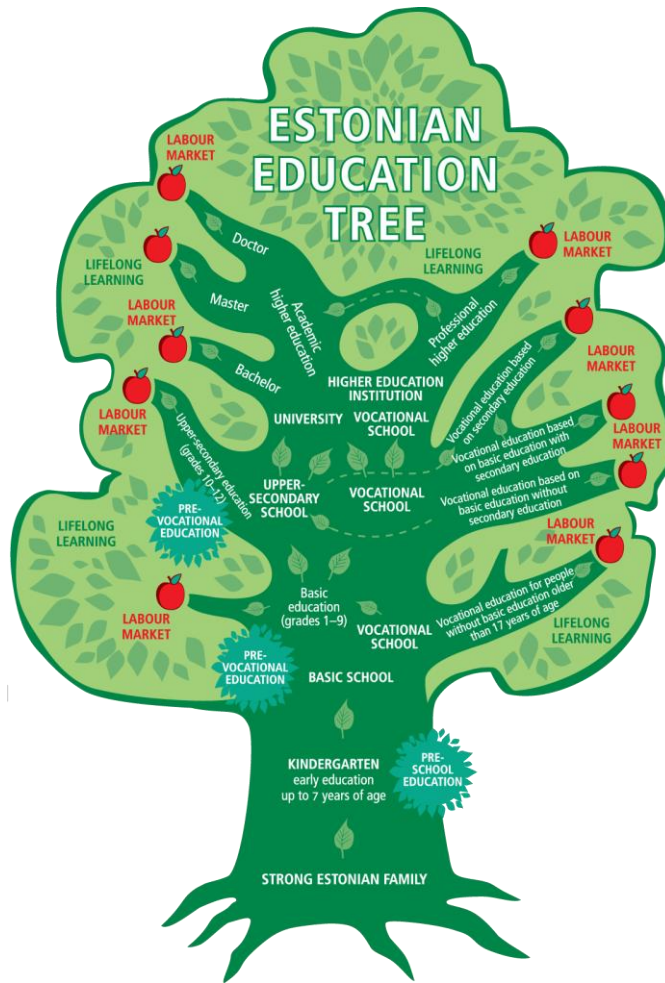 ESTONIAN
EDUCATION
TREE
LABOUR
MARKET
Doctor
LIFELONG
LEARNING
Master
LABOUR
MARKET
Bachelor
LABOUR
MARKET
Academic
higher education
LIFELONG
LEARNING
Professional
higher education
LABOUR
MARKET
HIGHER EDUCATION
INSTITUTION
UNIVERSITY
VOCATIONAL
SCHOOL
Vocational education based
on secondary education
LABOUR
MARKET
Vocational education based
on basic education with
secondary education
LABOUR
MARKET
Vocational education based on
basic education without
secondary education
Upper-secondary education
(grades 10–12)
UPPER-
SECONDARY
SCHOOL
VOCATIONAL
SCHOOL
PRE-
VOCATIONAL
EDUCATION
LIFELONG
LEARNING
LABOUR
MARKET
LABOUR
MARKET
Basic
education
(grades 1–9)
VOCATIONAL
SCHOOL
Vocational education for people
without basic education older
than 17 years of age
LIFELONG
LEARNING
PRE-
VOCATIONAL
EDUCATION
BASIC SCHOOL
KINDERGARTEN
early education
up to 7 years of age
PRE-
SCHOOL
EDUCATION
STRONG ESTONIAN FAMILY